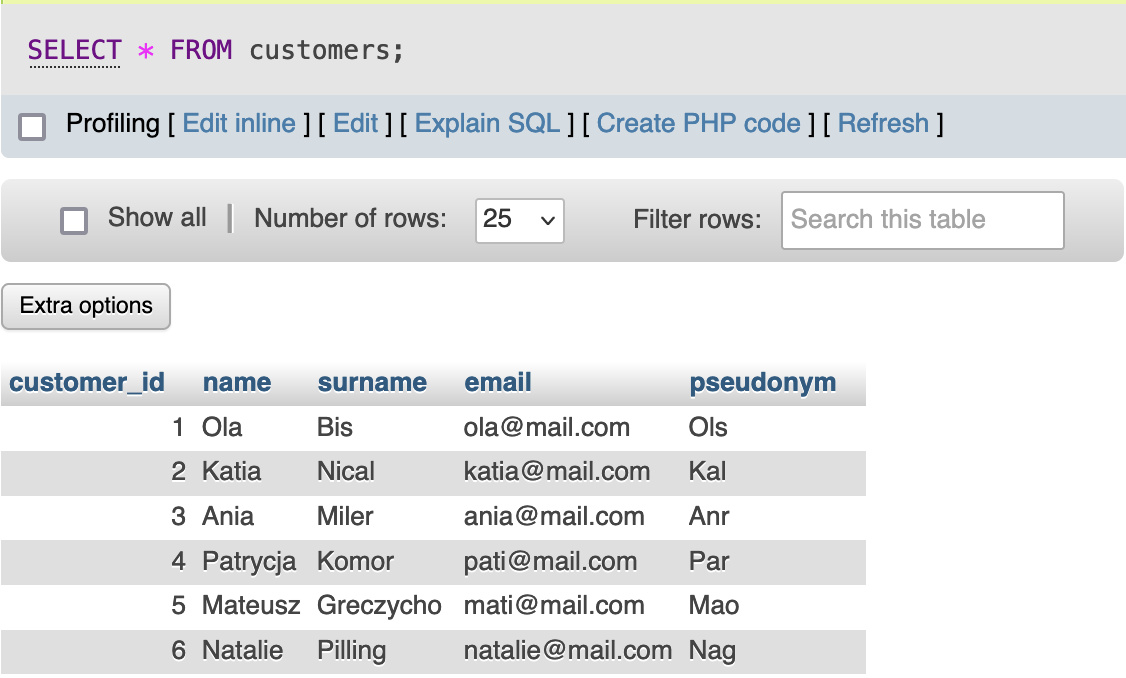 SELECT * FROM customers;
Profiling [ Edit inline ] [ Edit ] [ Explain SQL ] [ Create PHP code ] [ Refresh ]
Show all | Number of rows: 25 Filter rows: Search this table
Extra options
customer_id name surname email pseudonym
1 Ola Bis ola@mail.com Ols
2 Katia Nical katia@mail.com Kal
3 Ania Miler ania@mail.com Anr
4 Patrycja Komor pati@mail.com Par
5 Mateusz Greczycho mati@mail.com Mao
6 Natalie Pilling natalie@mail.com Nag